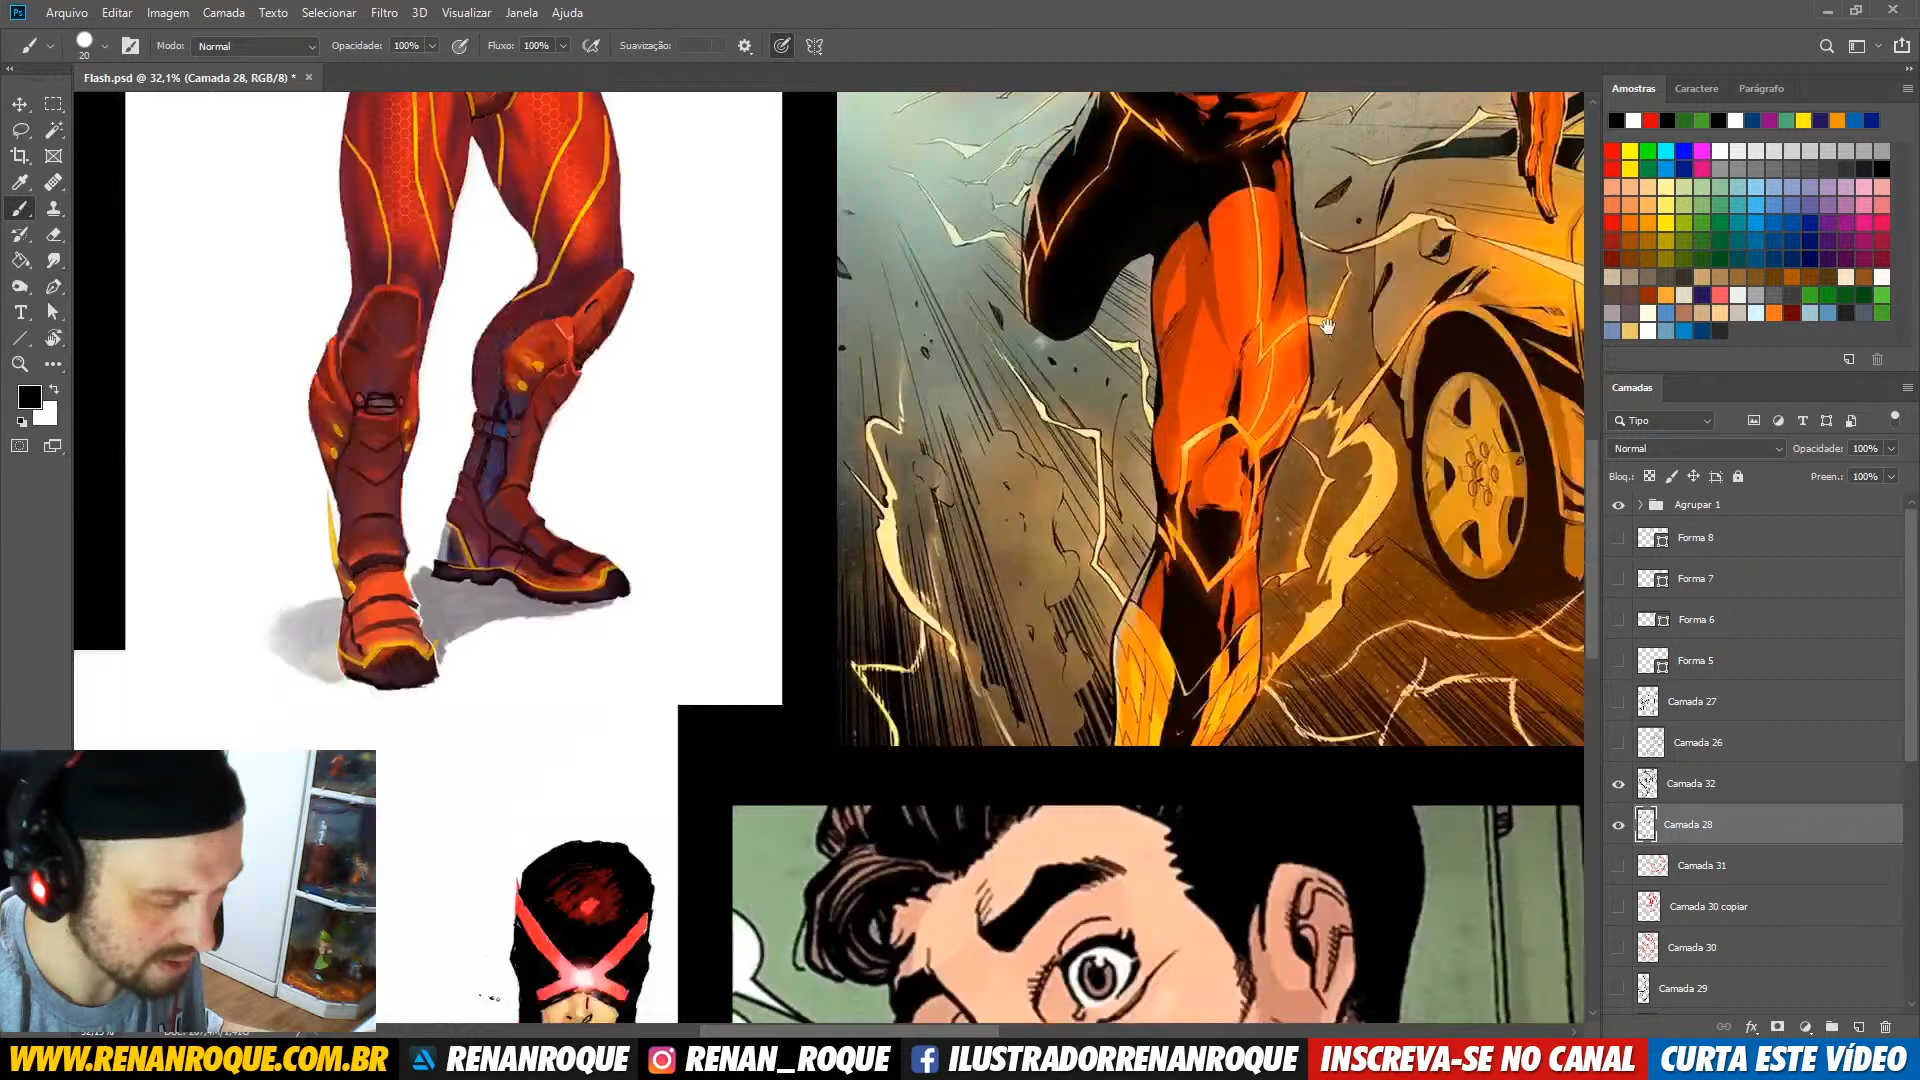 Arquivo Editar Imagem Camada Texto Selecionar Filtro 3D Visualizar Janela Ajuda
20 Modo: Normal Opacidade: 100% Fluxo: 100% Suavização:
Flash.psd @ 32,1% (Camada 28, RGB/8) *
Amostras Caractere Parágrafo
Camadas
Tipo
Normal Opacidade: 100%
Bloq.: Preen.: 100%
Agrupar 1
Forma 8
Forma 7
Forma 6
Forma 5
Camada 27
Camada 26
Camada 32
Camada 28
Camada 31
Camada 30 copiar
Camada 30
Camada 29
WWW.RENANROQUE.COM.BR RENANROQUE RENAN_ROQUE ILUSTRADORRENANROQUE INSCREVA-SE NO CANAL CURTA ESTE VÍDEO